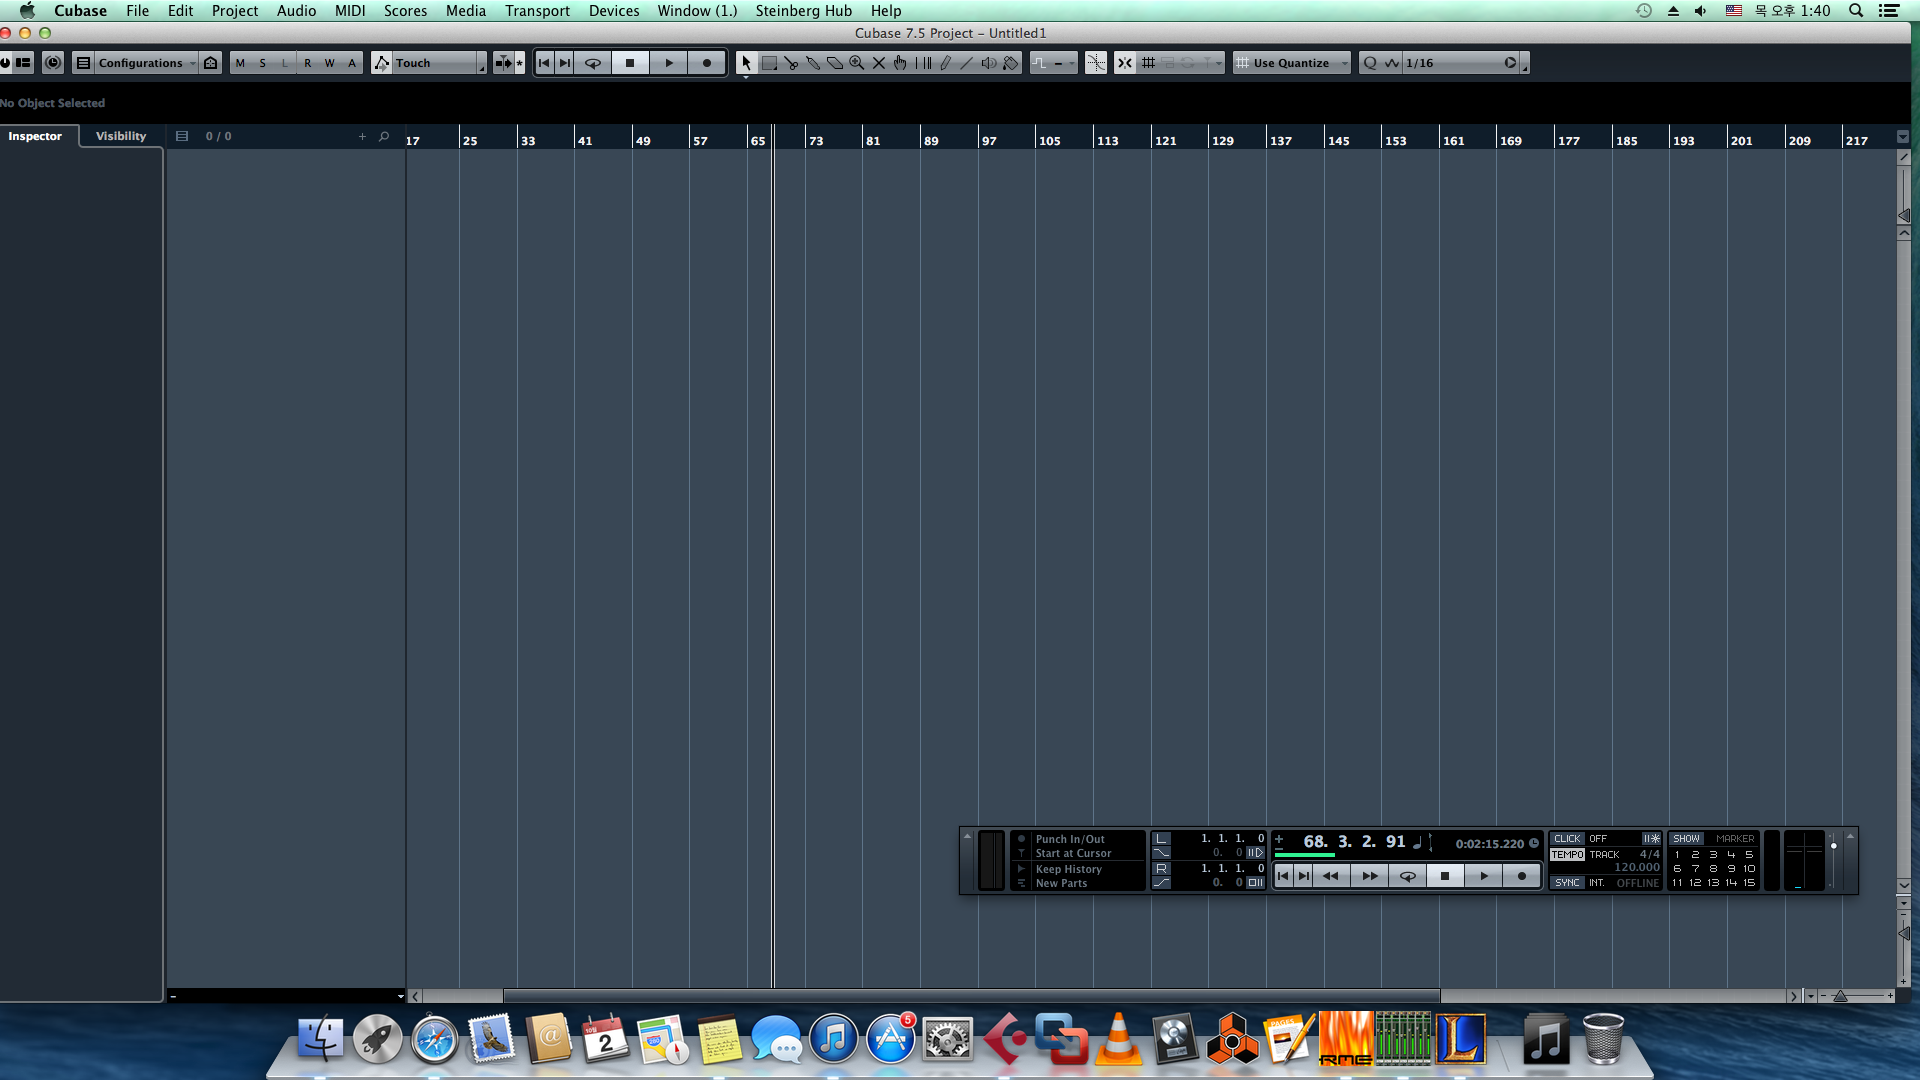 Cubase File Edit Project Audio MIDI Scores Media Transport Devices Window (1.) Steinberg Hub Help 목 오후 1:40
Cubase 7.5 Project – Untitled1
Configurations M S L R W A Touch * Use Quantize Q 1/16
No Object Selected
Inspector Visibility 0 / 0 + 17 25 33 41 49 57 65 73 81 89 97 105 113 121 129 137 145 153 161 169 177 185 193 201 209 217
Punch In/Out
Start at Cursor
Keep History
New Parts
L 1. 1. 1. 0
0. 0
R 1. 1. 1. 0
0. 0
68. 3. 2. 91 0:02:15.220
CLICK OFF
TEMPO TRACK 4/4
120.000
SYNC INT. OFFLINE
SHOW MARKER
1 2 3 4 5
6 7 8 9 10
11 12 13 14 15
5
2
PAGES
RME
L